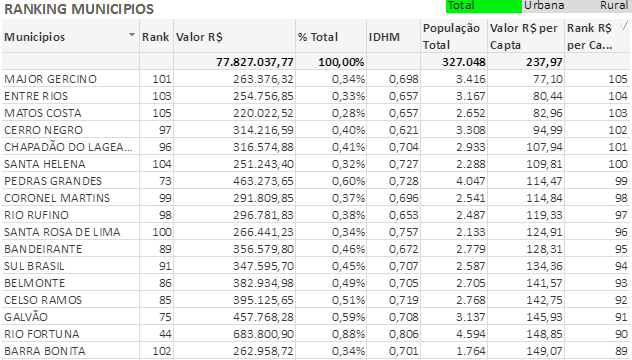 RANKING MUNICIPIOS Total Urbana Rural
Municipios Rank Valor R$ % Total IDHM População Total Valor R$ per Capta Rank R$ per Ca...
77.827.037,77 100,00% 327.048 237,97
MAJOR GERCINO 101 263.376,32 0,34% 0,698 3.416 77,10 105
ENTRE RIOS 103 254.756,85 0,33% 0,657 3.167 80,44 104
MATOS COSTA 105 220.022,52 0,28% 0,657 2.652 82,96 103
CERRO NEGRO 97 314.216,59 0,40% 0,621 3.308 94,99 102
CHAPADÃO DO LAGEA... 96 316.574,88 0,41% 0,704 2.933 107,94 101
SANTA HELENA 104 251.243,40 0,32% 0,727 2.288 109,81 100
PEDRAS GRANDES 73 463.273,65 0,60% 0,728 4.047 114,47 99
CORONEL MARTINS 99 291.809,85 0,37% 0,696 2.541 114,84 98
RIO RUFINO 98 296.781,83 0,38% 0,653 2.487 119,33 97
SANTA ROSA DE LIMA 100 266.441,23 0,34% 0,757 2.133 124,91 96
BANDEIRANTE 89 356.579,80 0,46% 0,672 2.779 128,31 95
SUL BRASIL 91 347.595,70 0,45% 0,707 2.587 134,36 94
BELMONTE 86 382.934,98 0,49% 0,705 2.705 141,57 93
CELSO RAMOS 85 395.125,65 0,51% 0,719 2.768 142,75 92
GALVÃO 75 457.768,28 0,59% 0,708 3.137 145,93 91
RIO FORTUNA 44 683.800,90 0,88% 0,806 4.594 148,85 90
BARRA BONITA 102 262.958,72 0,34% 0,701 1.764 149,07 89